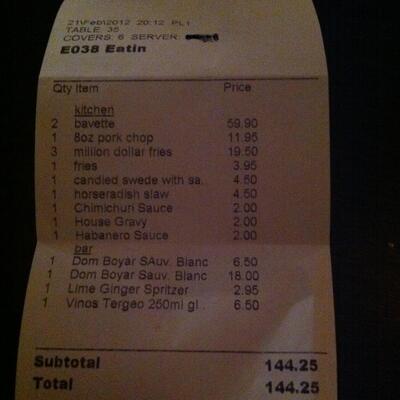 21\Feb\2012 20:12 PL1
TABLE 35
COVERS: 6 SERVER:
E038 Eatin
Qty Item Price
kitchen
2 bavette 59.90
1 8oz pork chop 11.95
3 million dollar fries 19.50
1 fries 3.95
1 candied swede with sa. 4.50
1 horseradish slaw 4.50
1 Chimichuri Sauce 2.00
1 House Gravy 2.00
1 Habanero Sauce 2.00
bar
1 Dom Boyar SAuv. Blanc 6.50
1 Dom Boyar Sauv. Blanc 18.00
1 Lime Ginger Spritzer 2.95
1 Vinos Tergeo 250ml gl. 6.50
Subtotal 144.25
Total 144.25